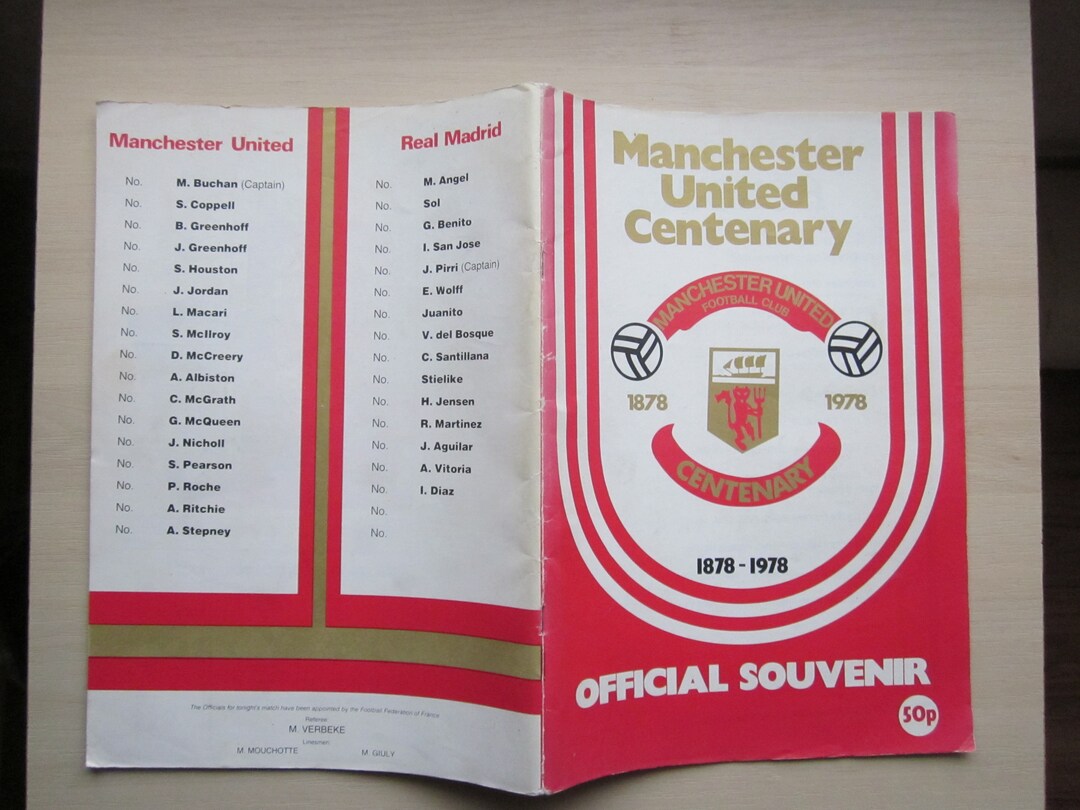 Manchester United
No. M. Buchan (Captain)
No. S. Coppell
No. B. Greenhoff
No. J. Greenhoff
No. S. Houston
No. J. Jordan
No. L. Macari
No. S. McIlroy
No. D. McCreery
No. A. Albiston
No. C. McGrath
No. G. McQueen
No. J. Nicholl
No. S. Pearson
No. P. Roche
No. A. Ritchie
No. A. Stepney
Real Madrid
No. M. Angel
No. Sol
No. G. Benito
No. I. San Jose
No. J. Pirri (Captain)
No. E. Wolff
No. Juanito
No. V. del Bosque
No. C. Santillana
No. Stielike
No. H. Jensen
No. R. Martinez
No. J. Aguilar
No. A. Vitoria
No. I. Diaz
No.
No.
The Officials for tonight's match have been appointed by the Football Federation of France
Referee:
M. VERBEKE
Linesmen:
M. MOUCHOTTE M. GIULY
Manchester
United
Centenary
MANCHESTER UNITED
FOOTBALL CLUB
1878 1978
CENTENARY
1878-1978
OFFICIAL SOUVENIR
50p